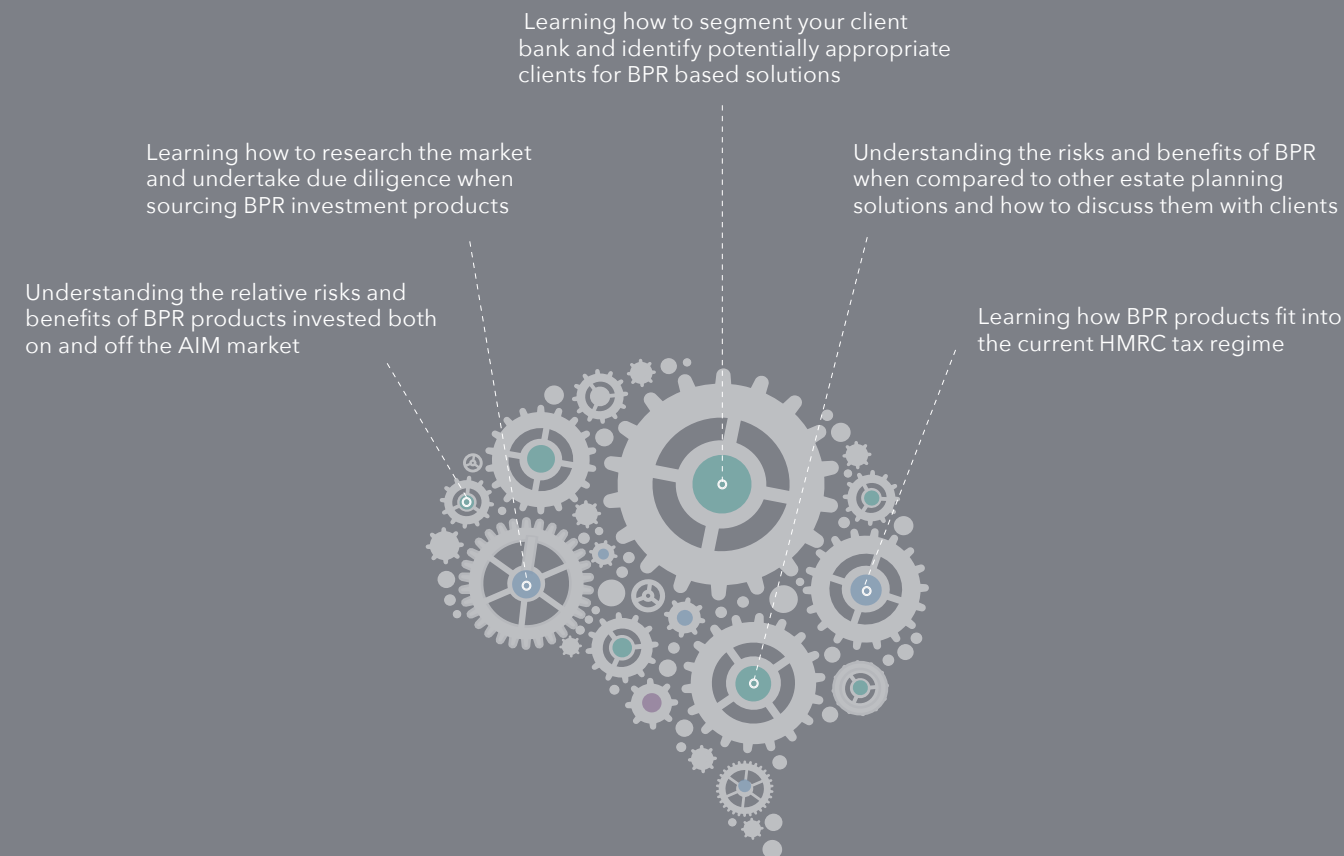 Learning how to segment your client
bank and identify potentially appropriate
clients for BPR based solutions
Learning how to research the market
and undertake due diligence when
sourcing BPR investment products
Understanding the risks and benefits of BPR
when compared to other estate planning
solutions and how to discuss them with clients
Understanding the relative risks and
benefits of BPR products invested both
on and off the AIM market
Learning how BPR products fit into
the current HMRC tax regime